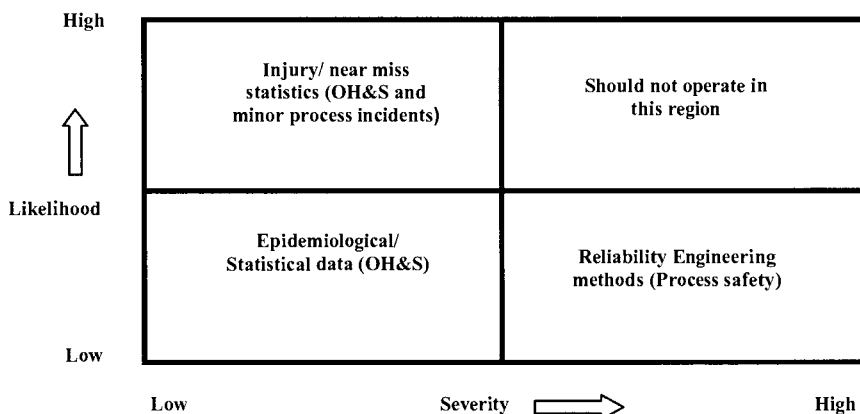 High
Injury/ near miss
statistics (OH&S and
minor process incidents)
Should not operate in
this region
Likelihood
Epidemiological/
Statistical data (OH&S)
Reliability Engineering
methods (Process safety)
Low
Low
Severity
High